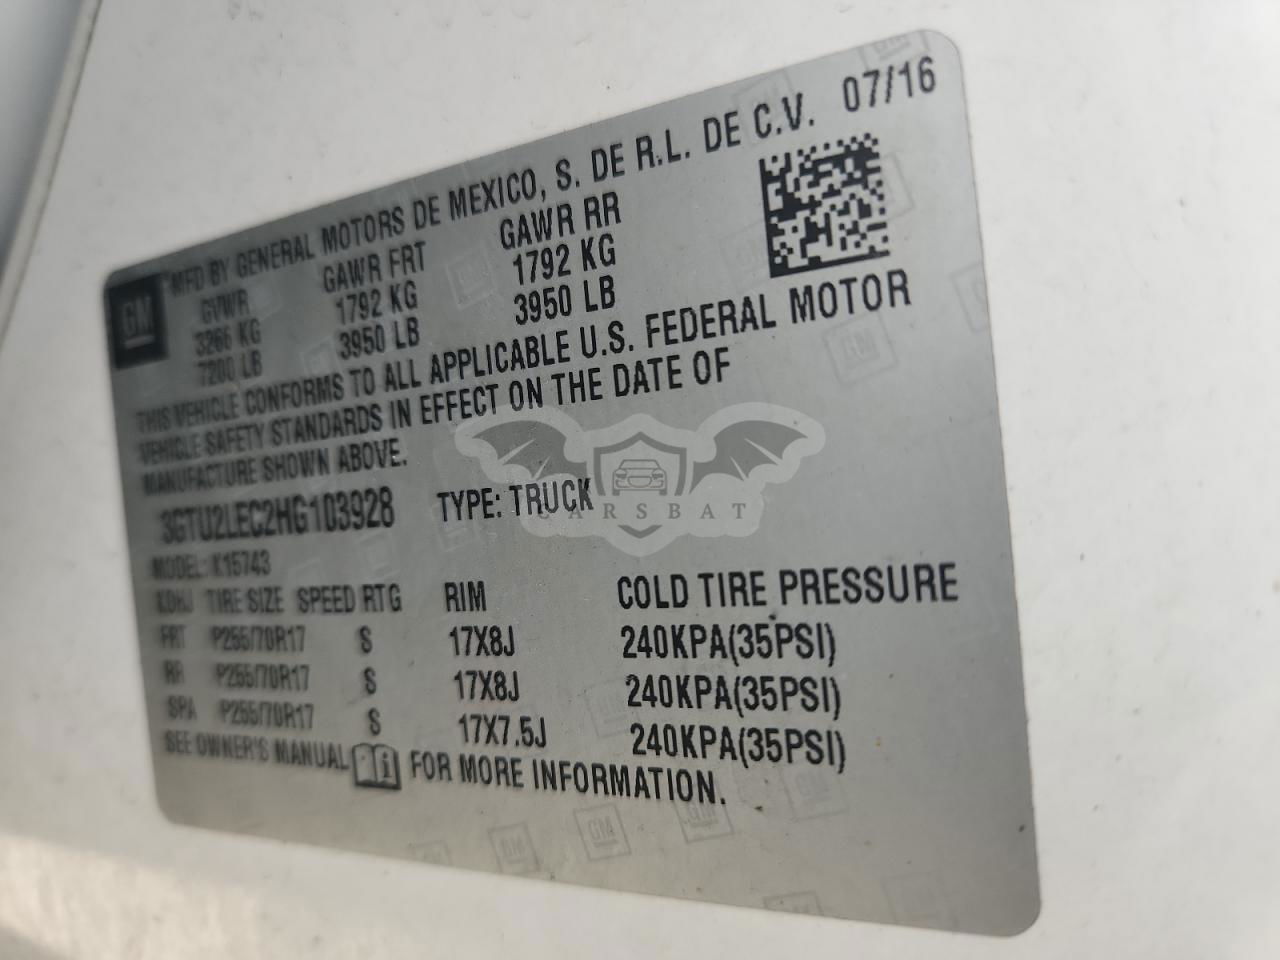 MFD BY GENERAL MOTORS DE MEXICO, S. DE R.L. DE C.V. 07/16
GM
GVWR GAWR FRT GAWR RR
3266 KG 1792 KG 1792 KG
7200 LB 3950 LB 3950 LB
THIS VEHICLE CONFORMS TO ALL APPLICABLE U.S. FEDERAL MOTOR
VEHICLE SAFETY STANDARDS IN EFFECT ON THE DATE OF
MANUFACTURE SHOWN ABOVE.
3GTU2LEC2HG103928 TYPE: TRUCK
CARSBAT
MODEL: K15743
TIRE SIZE SPEED RTG RIM COLD TIRE PRESSURE
FRT P255/70R17 S 17X8J 240KPA(35PSI)
RR P255/70R17 S 17X8J 240KPA(35PSI)
SPA P255/70R17 S 17X7.5J 240KPA(35PSI)
SEE OWNER'S MANUAL FOR MORE INFORMATION.